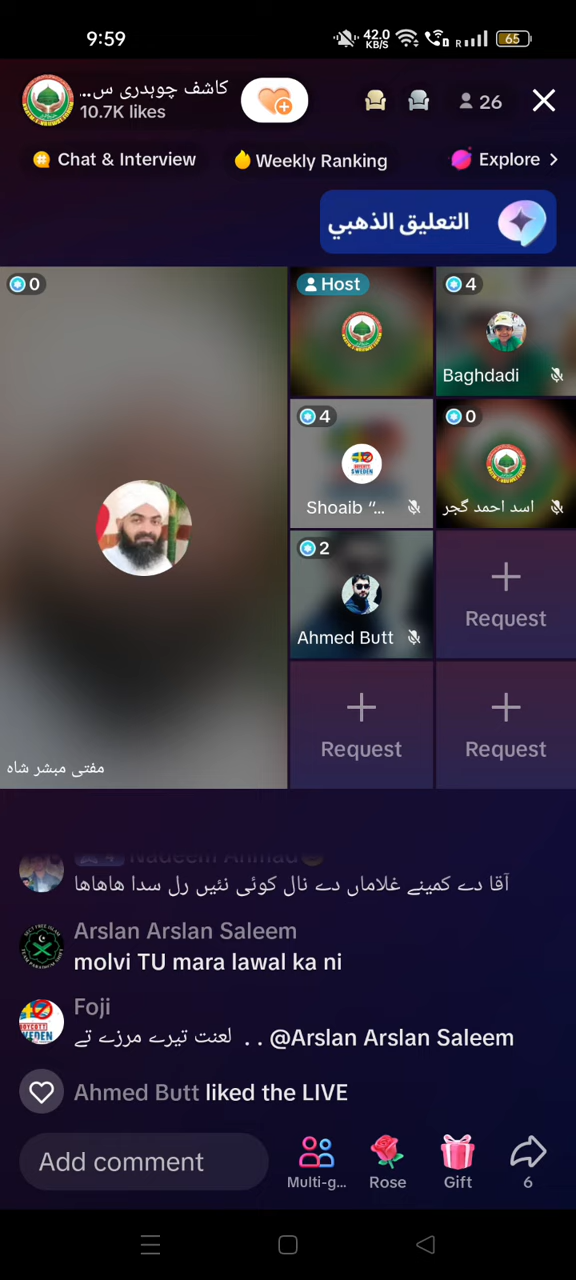 9:59
42.0
KB/S
R
65
کاشف چوہدری س...
10.7K likes
26
Chat & Interview
Weekly Ranking
Explore
التعليق الذهبي
0
Host
4
Baghdadi
4
Shoaib “...
0
اسد احمد گجر
2
Ahmed Butt
Request
Request
Request
مفتی مبشر شاہ
Nadeem Ahmad
آقا دے کمینے غلاماں دے نال کوئی نئیں رل سدا ھاھاھا
Arslan Arslan Saleem
molvi TU mara lawal ka ni
Foji
لعنت تیرے مرزے تے . . @Arslan Arslan Saleem
Ahmed Butt liked the LIVE
Add comment
Multi-g...
Rose
Gift
6